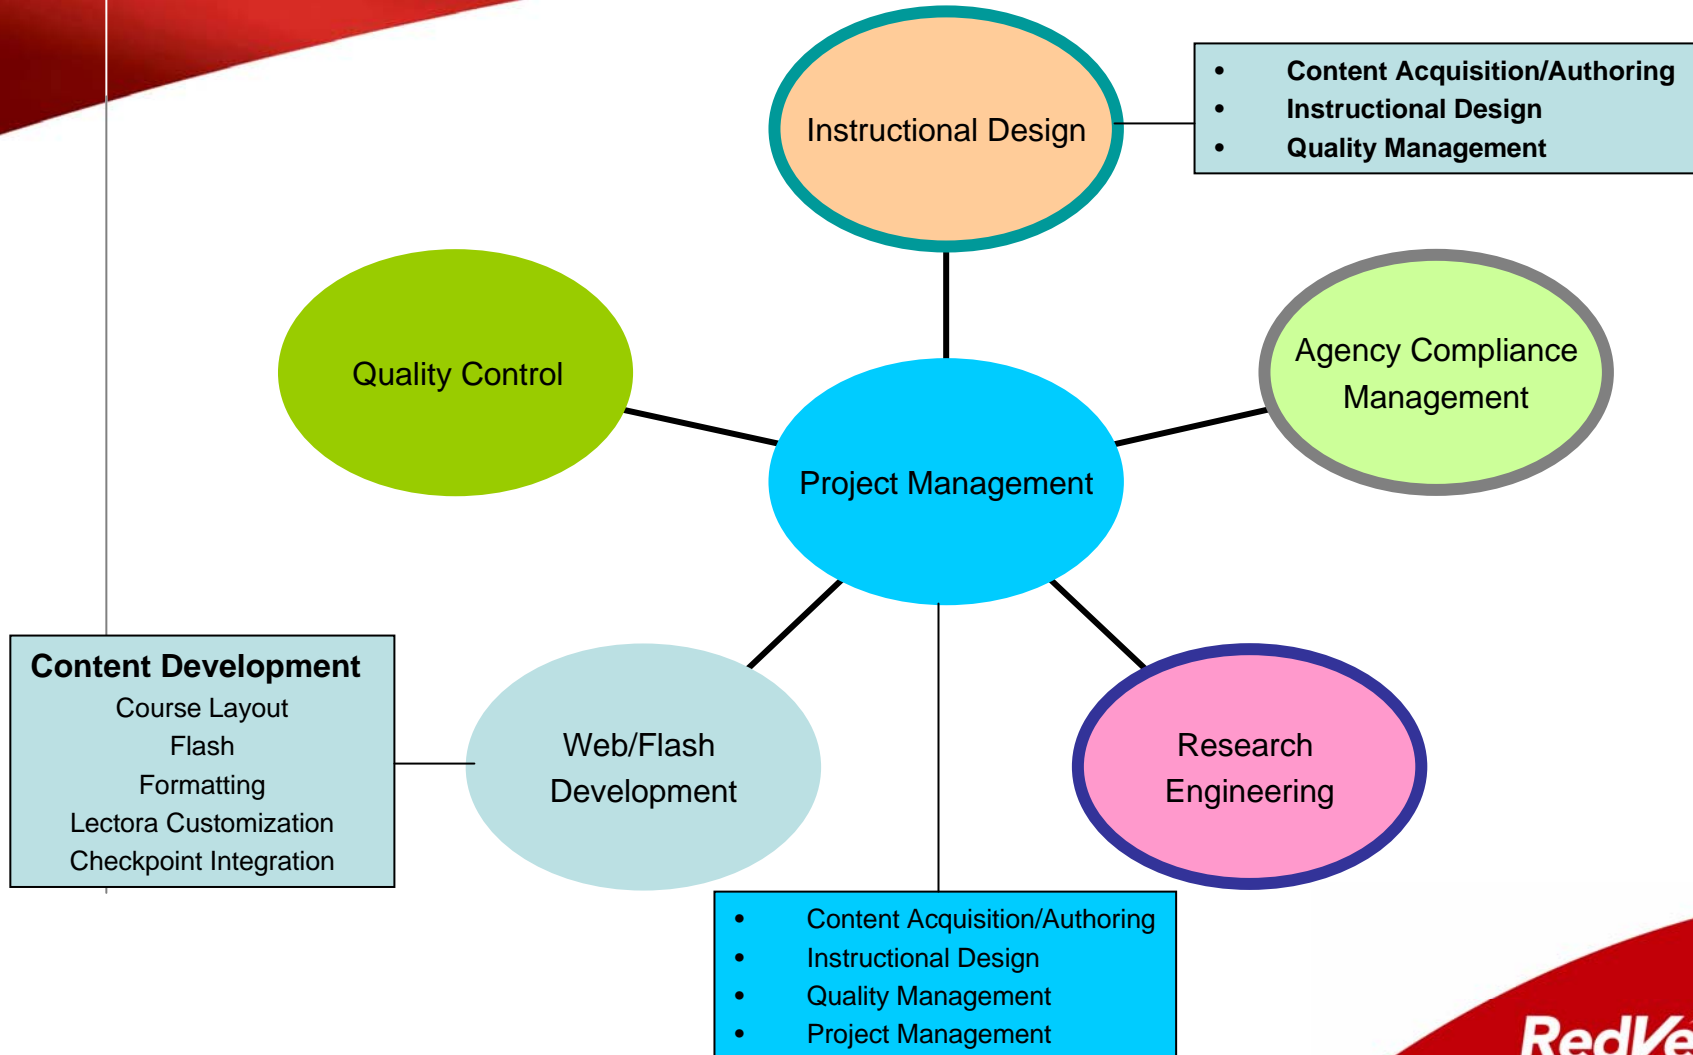 Instructional Design
• Content Acquisition/Authoring
• Instructional Design
• Quality Management
Quality Control
Agency Compliance
Management
Project Management
Content Development
Course Layout
Flash
Formatting
Lectora Customization
Checkpoint Integration
Web/Flash
Development
Research
Engineering
• Content Acquisition/Authoring
• Instructional Design
• Quality Management
• Project Management